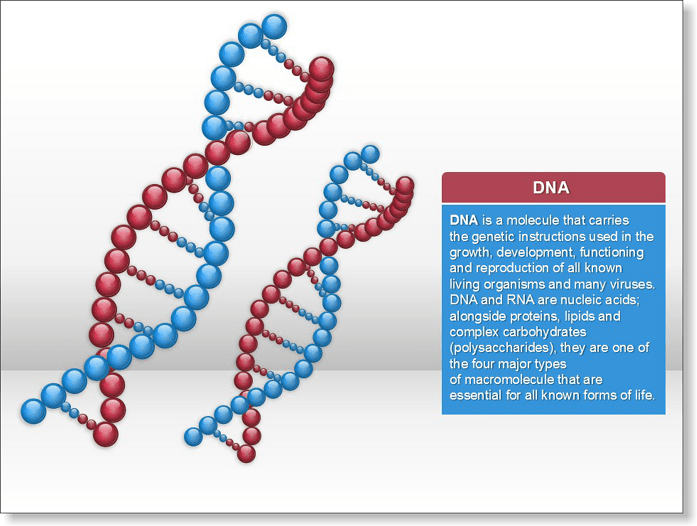 DNA
DNA is a molecule that carries
the genetic instructions used in the
growth, development, functioning
and reproduction of all known
living organisms and many viruses.
DNA and RNA are nucleic acids;
alongside proteins, lipids and
complex carbohydrates
(polysaccharides), they are one of
the four major types
of macromolecule that are
essential for all known forms of life.